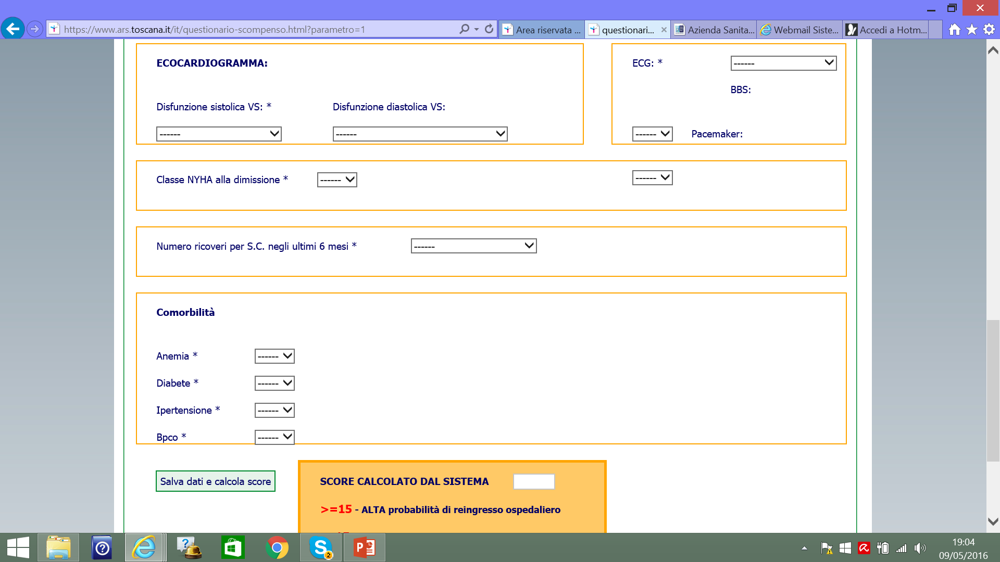 https://www.ars.toscana.it/it/questionario-scompenso.html?parametro=1
Area riservata ...
questionari...
Azienda Sanita...
Webmail Siste...
Accedi a Hotm...
ECOCARDIOGRAMMA:
Disfunzione sistolica VS: *
Disfunzione diastolica VS:
------
------
ECG: *
------
BBS:
------
Pacemaker:
------
Classe NYHA alla dimissione *
------
Numero ricoveri per S.C. negli ultimi 6 mesi *
------
Comorbilità
Anemia *
------
Diabete *
------
Ipertensione *
------
Bpco *
------
Salva dati e calcola score
SCORE CALCOLATO DAL SISTEMA
>=15 - ALTA probabilità di reingresso ospedaliero
2
19:04
09/05/2016